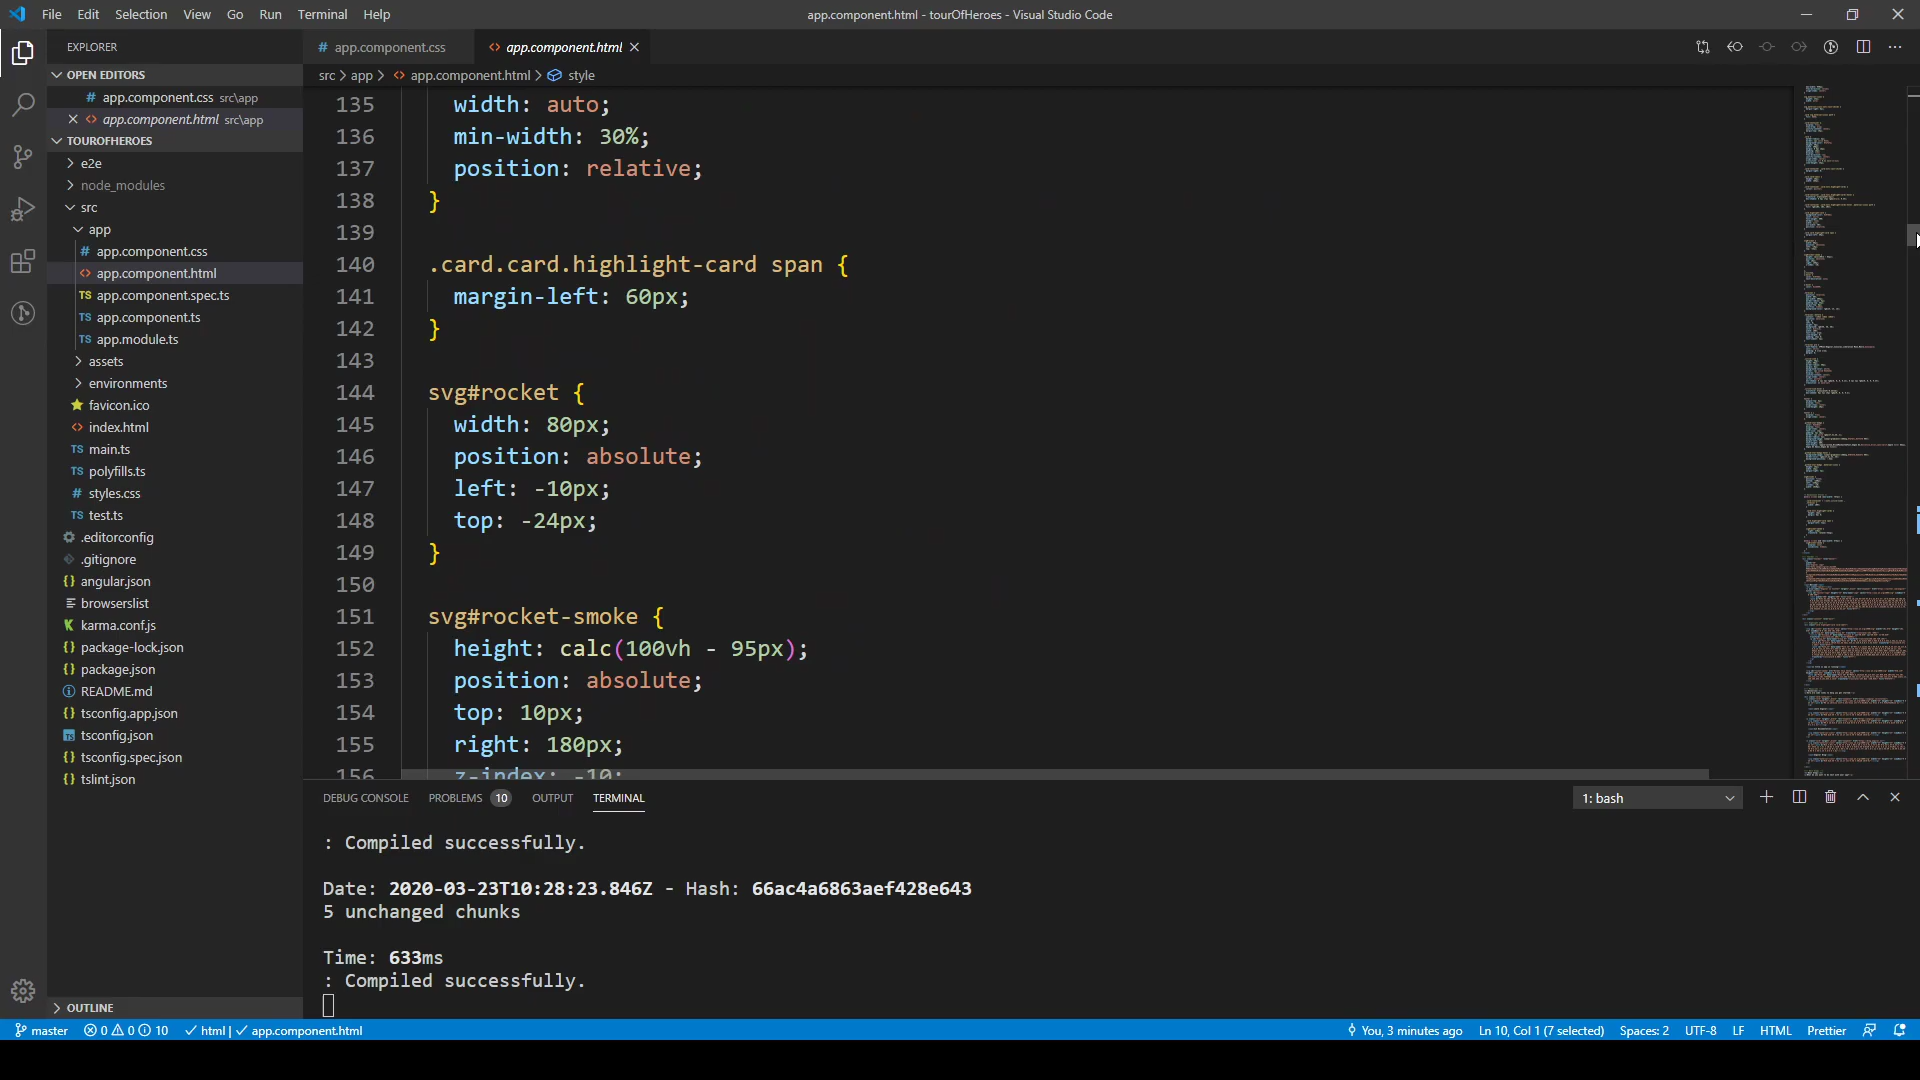 File Edit Selection View Go Run Terminal Help
app.component.html - tourOfHeroes - Visual Studio Code
EXPLORER
OPEN EDITORS
# app.component.css src\app
app.component.html src\app
TOUROFHEROES
e2e
node_modules
src
app
# app.component.css
<> app.component.html
TS app.component.spec.ts
TS app.component.ts
TS app.module.ts
assets
environments
favicon.ico
<> index.html
TS main.ts
TS polyfills.ts
# styles.css
TS test.ts
.editorconfig
.gitignore
{} angular.json
browserslist
karma.conf.js
{} package-lock.json
{} package.json
README.md
{} tsconfig.app.json
tsconfig.json
{} tsconfig.spec.json
{} tslint.json
OUTLINE
# app.component.css
<> app.component.html
src > app > <> app.component.html > style
135 width: auto;
136 min-width: 30%;
137 position: relative;
138 }
139
140 .card.card.highlight-card span {
141 margin-left: 60px;
142 }
143
144 svg#rocket {
145 width: 80px;
146 position: absolute;
147 left: -10px;
148 top: -24px;
149 }
150
151 svg#rocket-smoke {
152 height: calc(100vh - 95px);
153 position: absolute;
154 top: 10px;
155 right: 180px;
156 z-index: -10;
DEBUG CONSOLE PROBLEMS 10 OUTPUT TERMINAL
1: bash
: Compiled successfully.
Date: 2020-03-23T10:28:23.846Z - Hash: 66ac4a6863aef428e643
5 unchanged chunks
Time: 633ms
: Compiled successfully.
master 0 0 10 html | app.component.html
You, 3 minutes ago Ln 10, Col 1 (7 selected) Spaces: 2 UTF-8 LF HTML Prettier